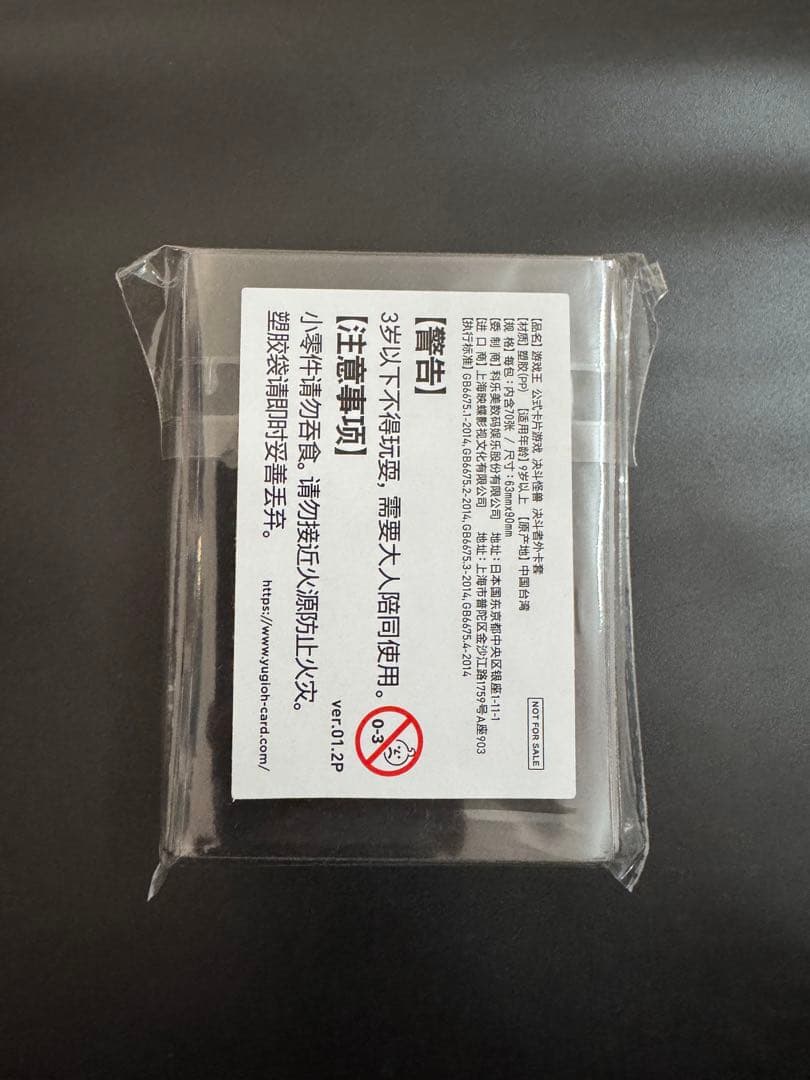 【品名】游戏王 公式卡片游戏 决斗怪兽 决斗者外卡套
【材质】塑胶(PP) 【适用年龄】9岁以上 【原产地】中国台湾
【规 格】每包:内含70张 / 尺寸:63mmx90mm
【委 制 商】科乐美数码娱乐股份有限公司 地址:日本国东京都中央区银座1-11-1
【进 口 商】上海映蝶影视文化有限公司 地址:上海市普陀区金沙江路1759号A座903
【执行标准】GB6675.1-2014,GB6675.2-2014,GB6675.3-2014,GB6675.4-2014
NOT FOR SALE
【警告】
3岁以下不得玩耍,需要大人陪同使用。
0-3
【注意事项】
ver.01.2P
小零件请勿吞食。请勿接近火源防止火灾。
塑胶袋请即时妥善丢弃。
https://www.yugioh-card.com/